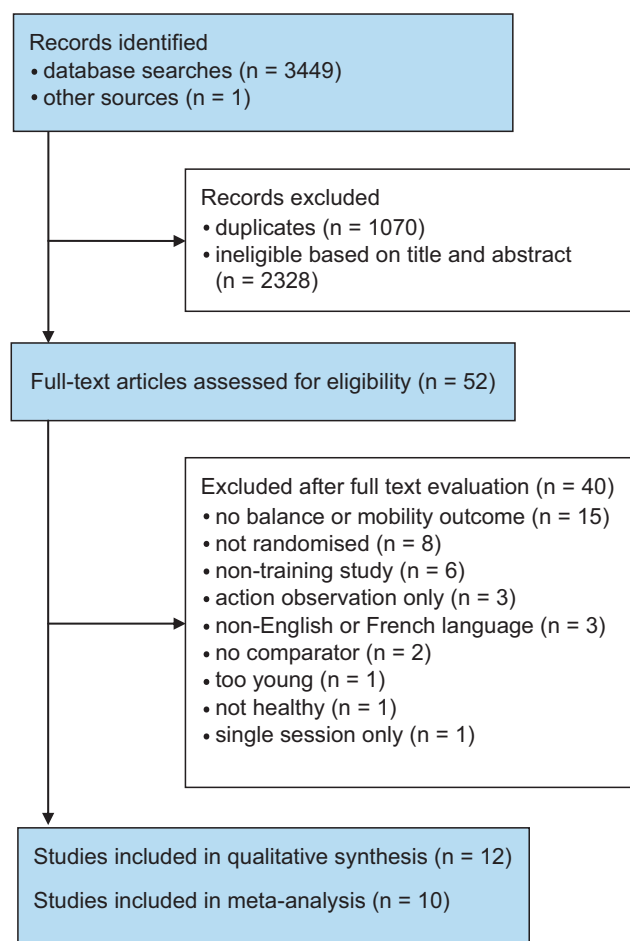 Records identified
• database searches (n = 3449)
• other sources (n = 1)
Records excluded
• duplicates (n = 1070)
• ineligible based on title and abstract
(n = 2328)
Full-text articles assessed for eligibility (n = 52)
Excluded after full text evaluation (n = 40)
• no balance or mobility outcome (n = 15)
• not randomised (n = 8)
• non-training study (n = 6)
• action observation only (n = 3)
• non-English or French language (n = 3)
• no comparator (n = 2)
• too young (n = 1)
• not healthy (n = 1)
• single session only (n = 1)
Studies included in qualitative synthesis (n = 12)
Studies included in meta-analysis (n = 10)